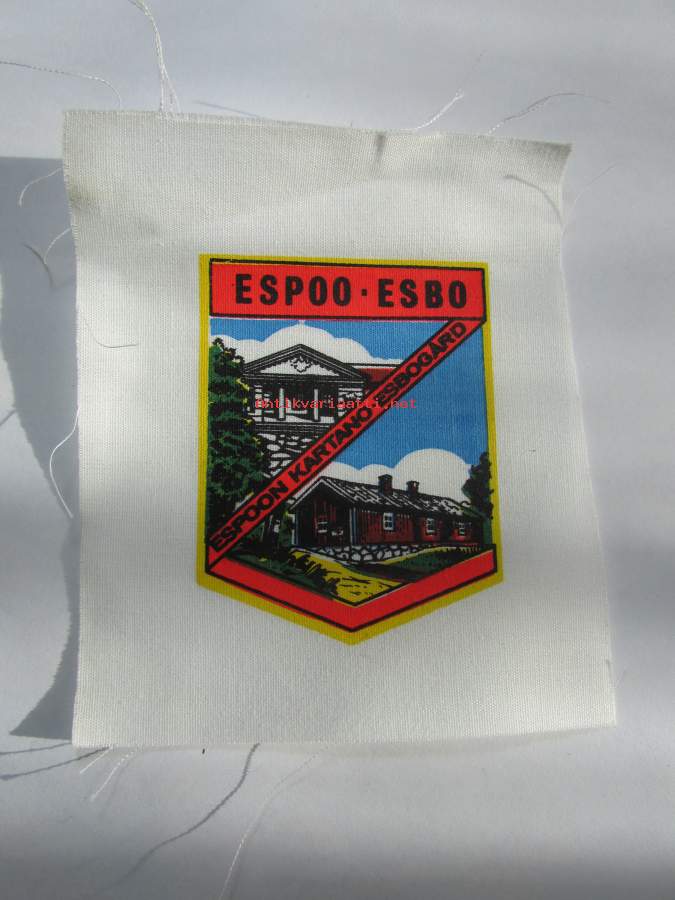 ESPOO · ESBO
ESPOON KARTANO ESBOGÅRD
antikvariaatti.net